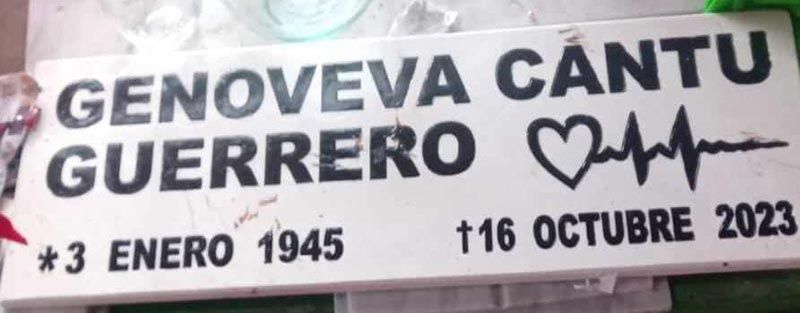 GENOVEVA CANTU
GUERRERO
*3 ENERO 1945 †16 OCTUBRE 2023